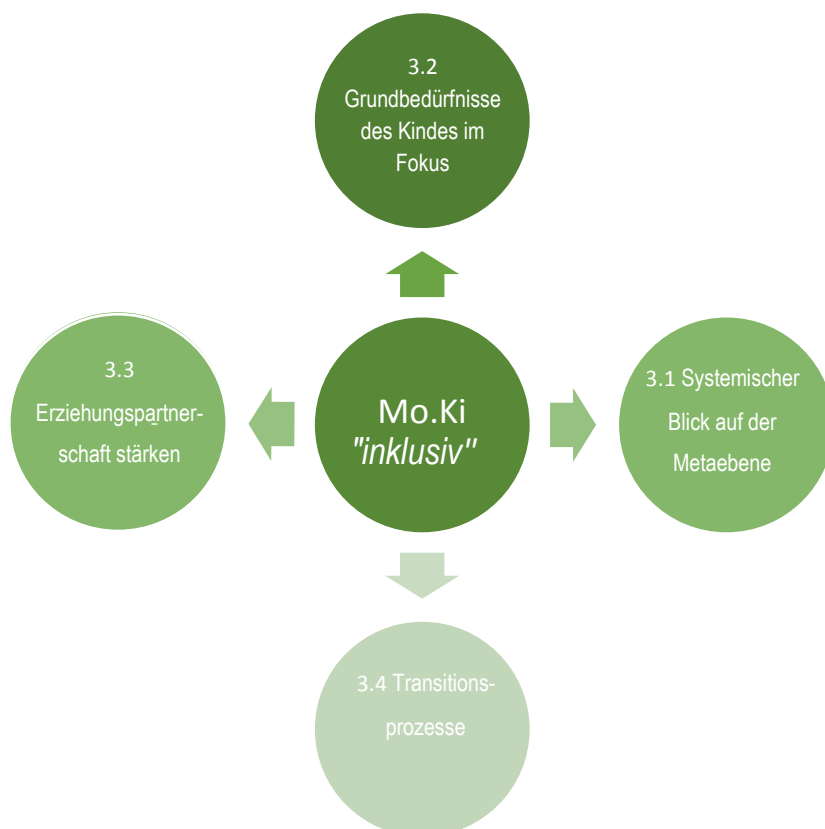 3.2
Grundbedürfnisse
des Kindes im
Fokus
3.3
Erziehungspartner-
schaft stärken
Mo.Ki
"inklusiv"
3.1 Systemischer
Blick auf der
Metaebene
3.4 Transitions-
prozesse